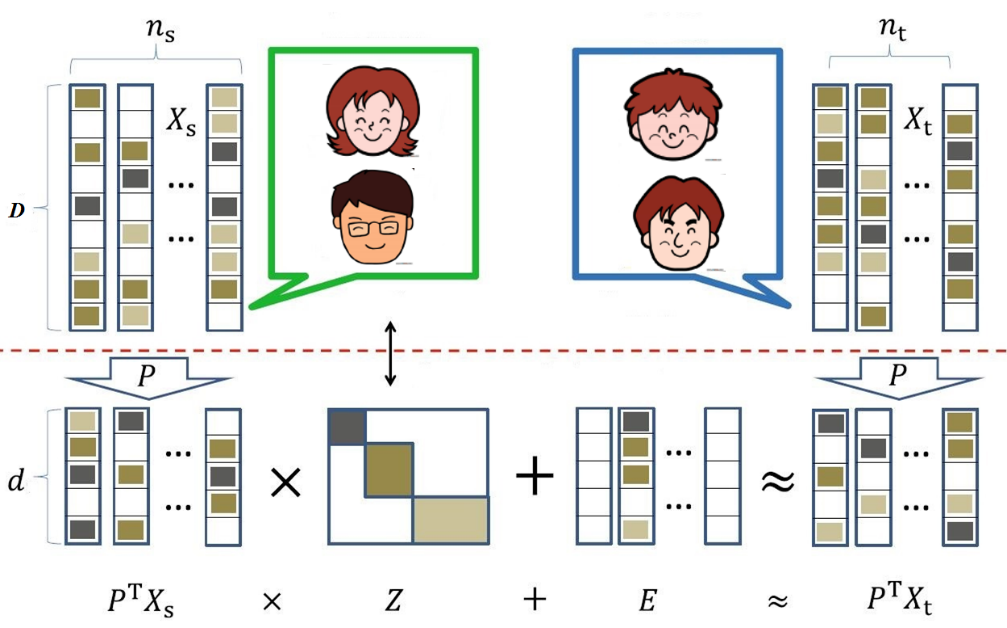 n_s
n_t
X_s
X_t
...
...
D
...
...
P
P
d
...
...
×
+
...
...
≈
...
...
P^T X_s × Z + E ≈ P^T X_t